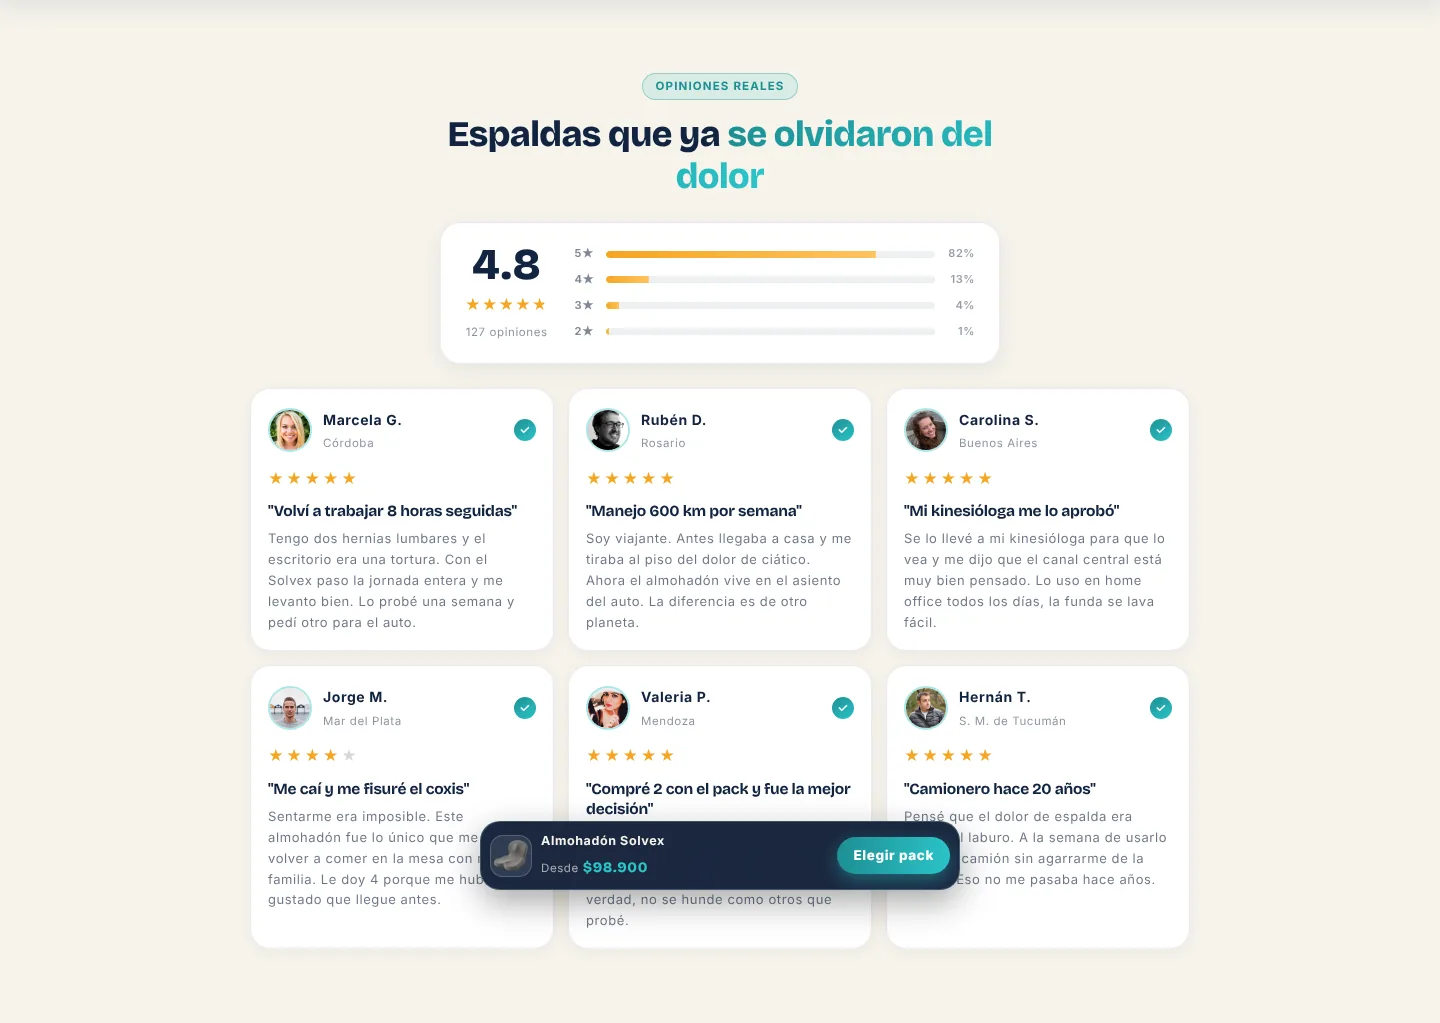 OPINIONES REALES
Espaldas que ya se olvidaron del
dolor
4.8
★★★★★
127 opiniones
5★ 82%
4★ 13%
3★ 4%
2★ 1%
Marcela G.
Córdoba
★★★★★
"Volví a trabajar 8 horas seguidas"
Tengo dos hernias lumbares y el
escritorio era una tortura. Con el
Solvex paso la jornada entera y me
levanto bien. Lo probé una semana y
pedí otro para el auto.
Rubén D.
Rosario
★★★★★
"Manejo 600 km por semana"
Soy viajante. Antes llegaba a casa y me
tiraba al piso del dolor de ciático.
Ahora el almohadón vive en el asiento
del auto. La diferencia es de otro
planeta.
Carolina S.
Buenos Aires
★★★★★
"Mi kinesióloga me lo aprobó"
Se lo llevé a mi kinesióloga para que lo
vea y me dijo que el canal central está
muy bien pensado. Lo uso en home
office todos los días, la funda se lava
fácil.
Jorge M.
Mar del Plata
★★★★★
"Me caí y me fisuré el coxis"
Sentarme era imposible. Este
almohadón fue lo único que me
volver a comer en la mesa con
familia. Le doy 4 porque me
gustado que llegue antes.
Valeria P.
Mendoza
★★★★★
"Compré 2 con el pack y fue la mejor
decisión"
verdad, no se hunde como otros que
probé.
Hernán T.
S. M. de Tucumán
★★★★★
"Camionero hace 20 años"
Pensé que el dolor de espalda era
laburo. A la semana de usarlo
camión sin agarrarme de la
Eso no me pasaba hace años.
Almohadón Solvex
Desde $98.900
Elegir pack